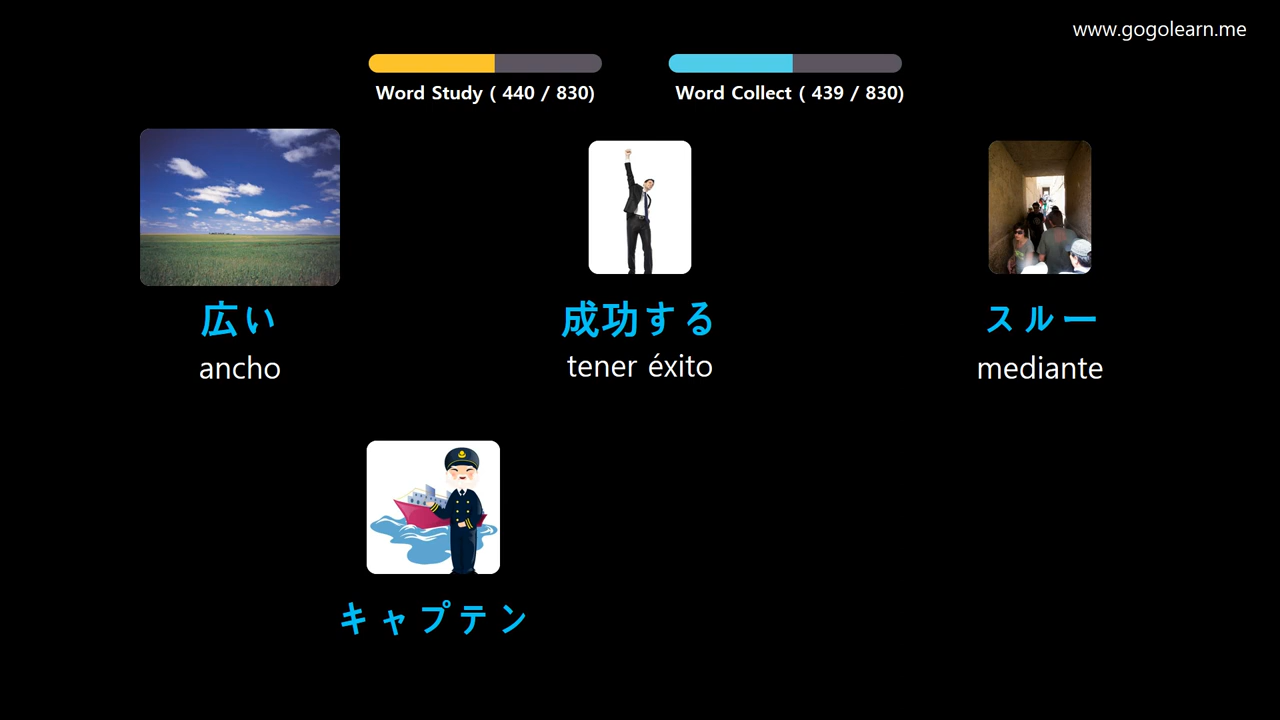 www.gogolearn.me
Word Study ( 440 / 830)
Word Collect ( 439 / 830)
広い
成功する
スルー
ancho
tener éxito
mediante
キャプテン